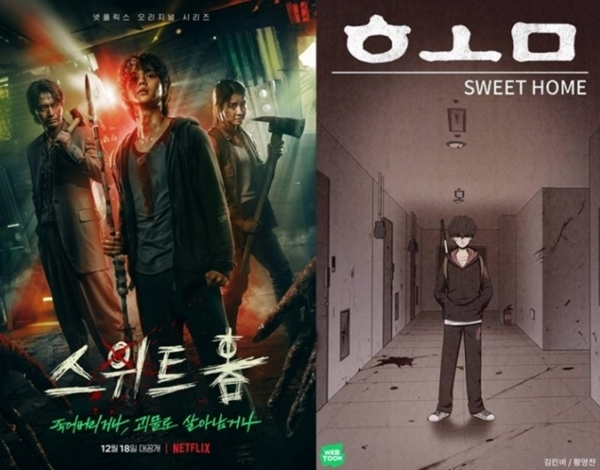 넷플릭스 오리지널 시리즈
스위트홈
죽어버리거나, 괴물로 살아남거나
12월 18일 대공개 | NETFLIX
ㅎㅗㅁ
SWEET HOME
WEB
TOON
김칸비 / 황영찬